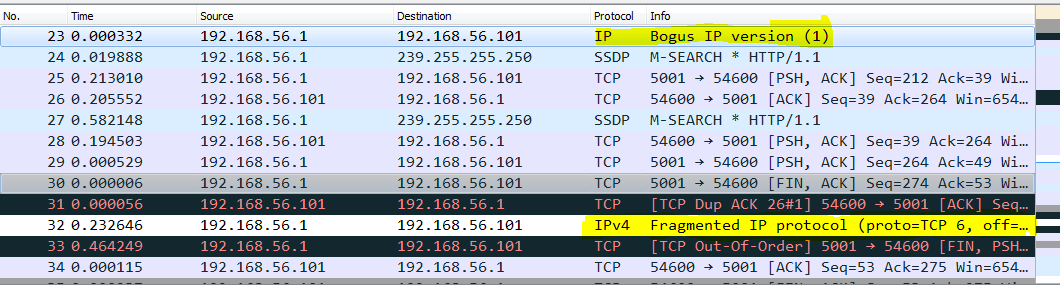 No. Time Source Destination Protocol Info
23 0.000332 192.168.56.1 192.168.56.101 IP Bogus IP version (1)
24 0.019888 192.168.56.1 239.255.255.250 SSDP M-SEARCH * HTTP/1.1
25 0.213010 192.168.56.1 192.168.56.101 TCP 5001 → 54600 [PSH, ACK] Seq=212 Ack=39 Wi…
26 0.205552 192.168.56.101 192.168.56.1 TCP 54600 → 5001 [ACK] Seq=39 Ack=264 Win=654…
27 0.582148 192.168.56.1 239.255.255.250 SSDP M-SEARCH * HTTP/1.1
28 0.194503 192.168.56.101 192.168.56.1 TCP 54600 → 5001 [PSH, ACK] Seq=39 Ack=264 Wi…
29 0.000529 192.168.56.1 192.168.56.101 TCP 5001 → 54600 [PSH, ACK] Seq=264 Ack=49 Wi…
30 0.000006 192.168.56.1 192.168.56.101 TCP 5001 → 54600 [FIN, ACK] Seq=274 Ack=53 Wi…
31 0.000056 192.168.56.101 192.168.56.1 TCP [TCP Dup ACK 26#1] 54600 → 5001 [ACK] Seq…
32 0.232646 192.168.56.1 192.168.56.101 IPv4 Fragmented IP protocol (proto=TCP 6, off=…
33 0.464249 192.168.56.1 192.168.56.101 TCP [TCP Out-Of-Order] 5001 → 54600 [FIN, PSH…
34 0.000115 192.168.56.101 192.168.56.1 TCP 54600 → 5001 [ACK] Seq=53 Ack=275 Win=654…